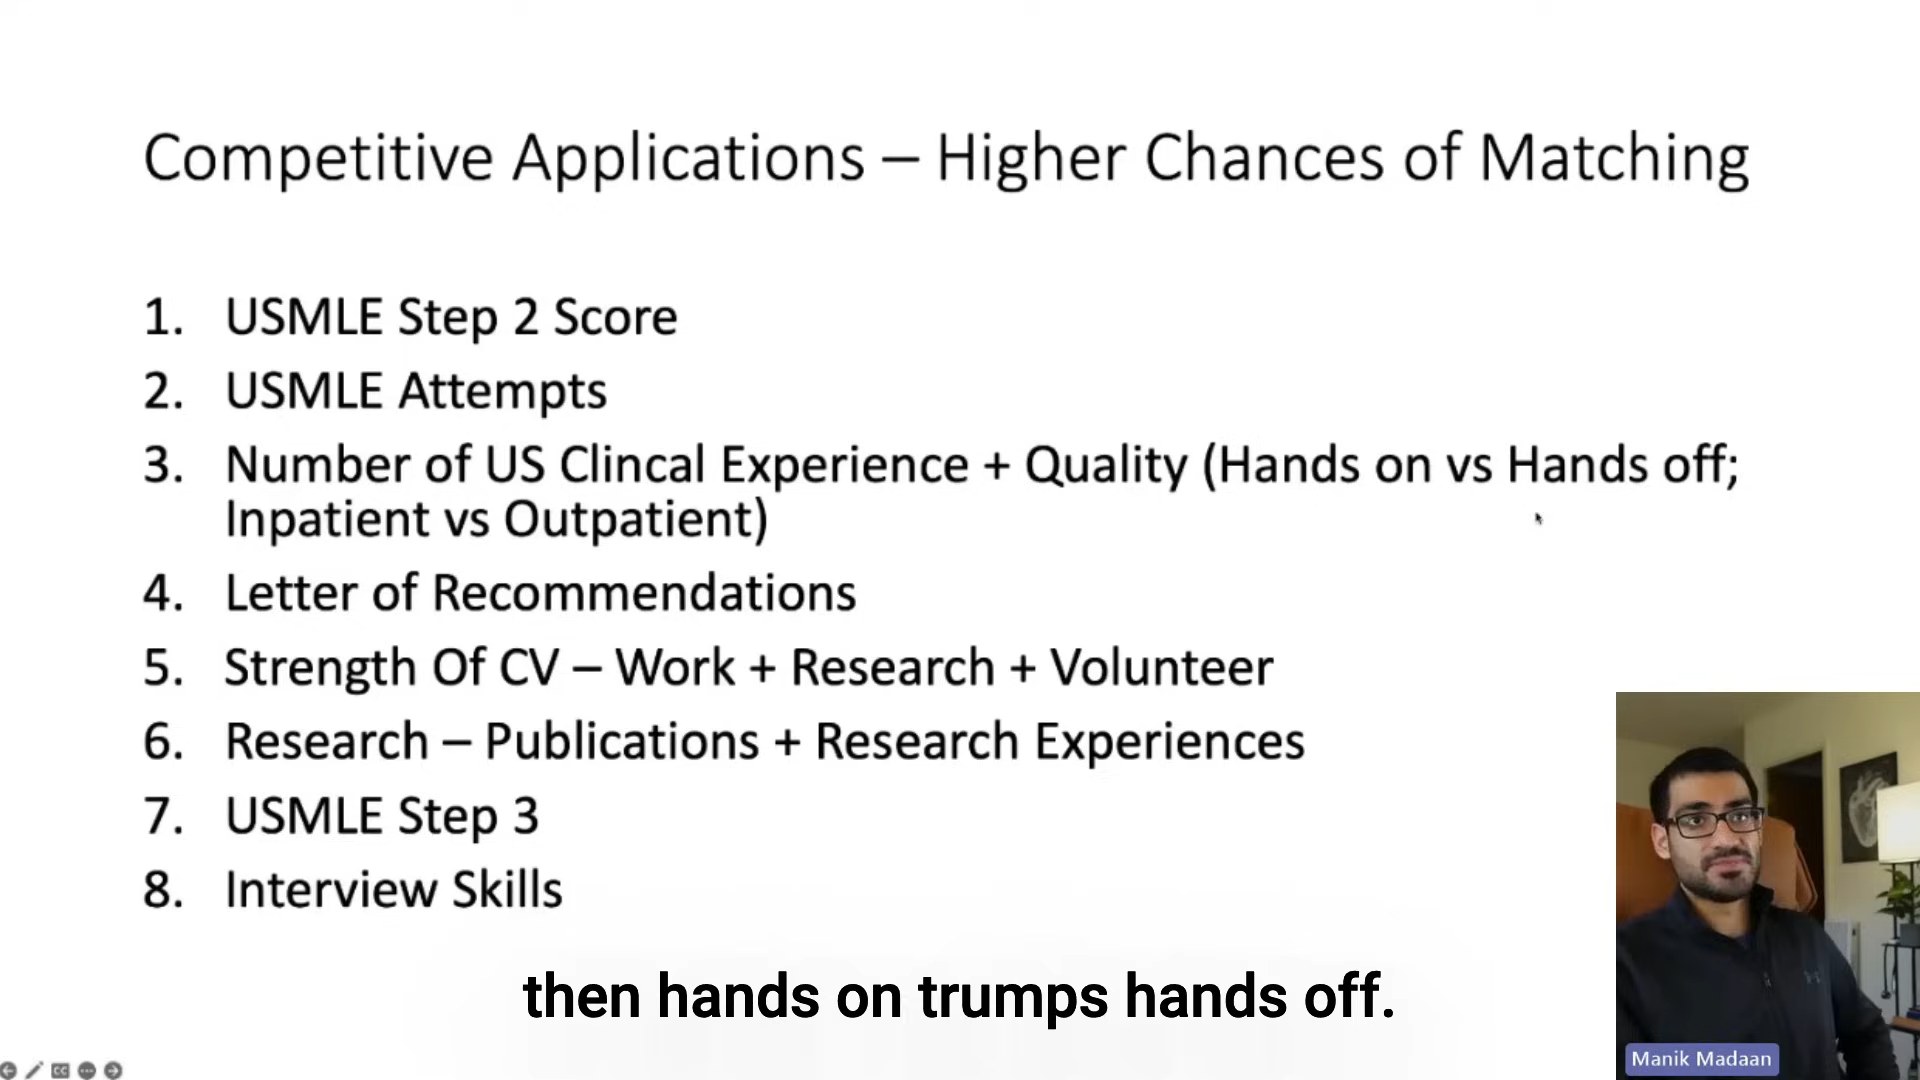 Competitive Applications – Higher Chances of Matching
1. USMLE Step 2 Score
2. USMLE Attempts
3. Number of US Clincal Experience + Quality (Hands on vs Hands off;
Inpatient vs Outpatient)
4. Letter of Recommendations
5. Strength Of CV – Work + Research + Volunteer
6. Research – Publications + Research Experiences
7. USMLE Step 3
8. Interview Skills
then hands on trumps hands off.
Manik Madaan
CC